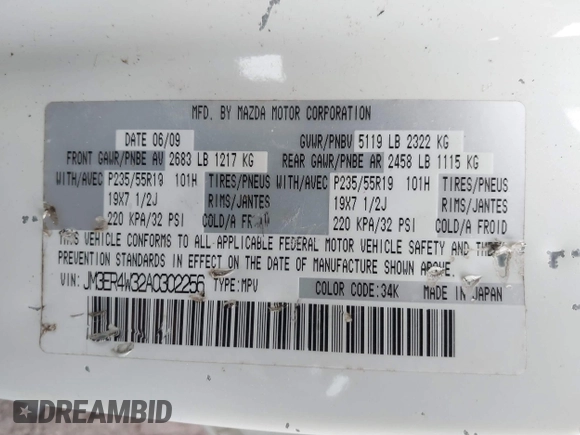 MFD. BY MAZDA MOTOR CORPORATION
DATE 06/09 GVWR/PNBV 5119 LB 2322 KG
FRONT GAWR/PNBE AV 2683 LB 1217 KG REAR GAWR/PNBE AR 2458 LB 1115 KG
WITH/AVEC P235/55R19 101H TIRES/PNEUS WITH/AVEC P235/55R19 101H TIRES/PNEUS
19X7 1/2J RIMS/JANTES 19X7 1/2J RIMS/JANTES
220 KPA/32 PSI COLD/A FROID 220 KPA/32 PSI COLD/A FROID
THIS VEHICLE CONFORMS TO ALL APPLICABLE FEDERAL MOTOR VEHICLE SAFETY AND THEFT
PREVENTION STANDARDS IN EFFECT ON THE DATE OF MANUFACTURE SHOWN ABOVE.
VIN: JM3ER4W32A0302256 TYPE:MPV COLOR CODE:34K MADE IN JAPAN
DREAMBID